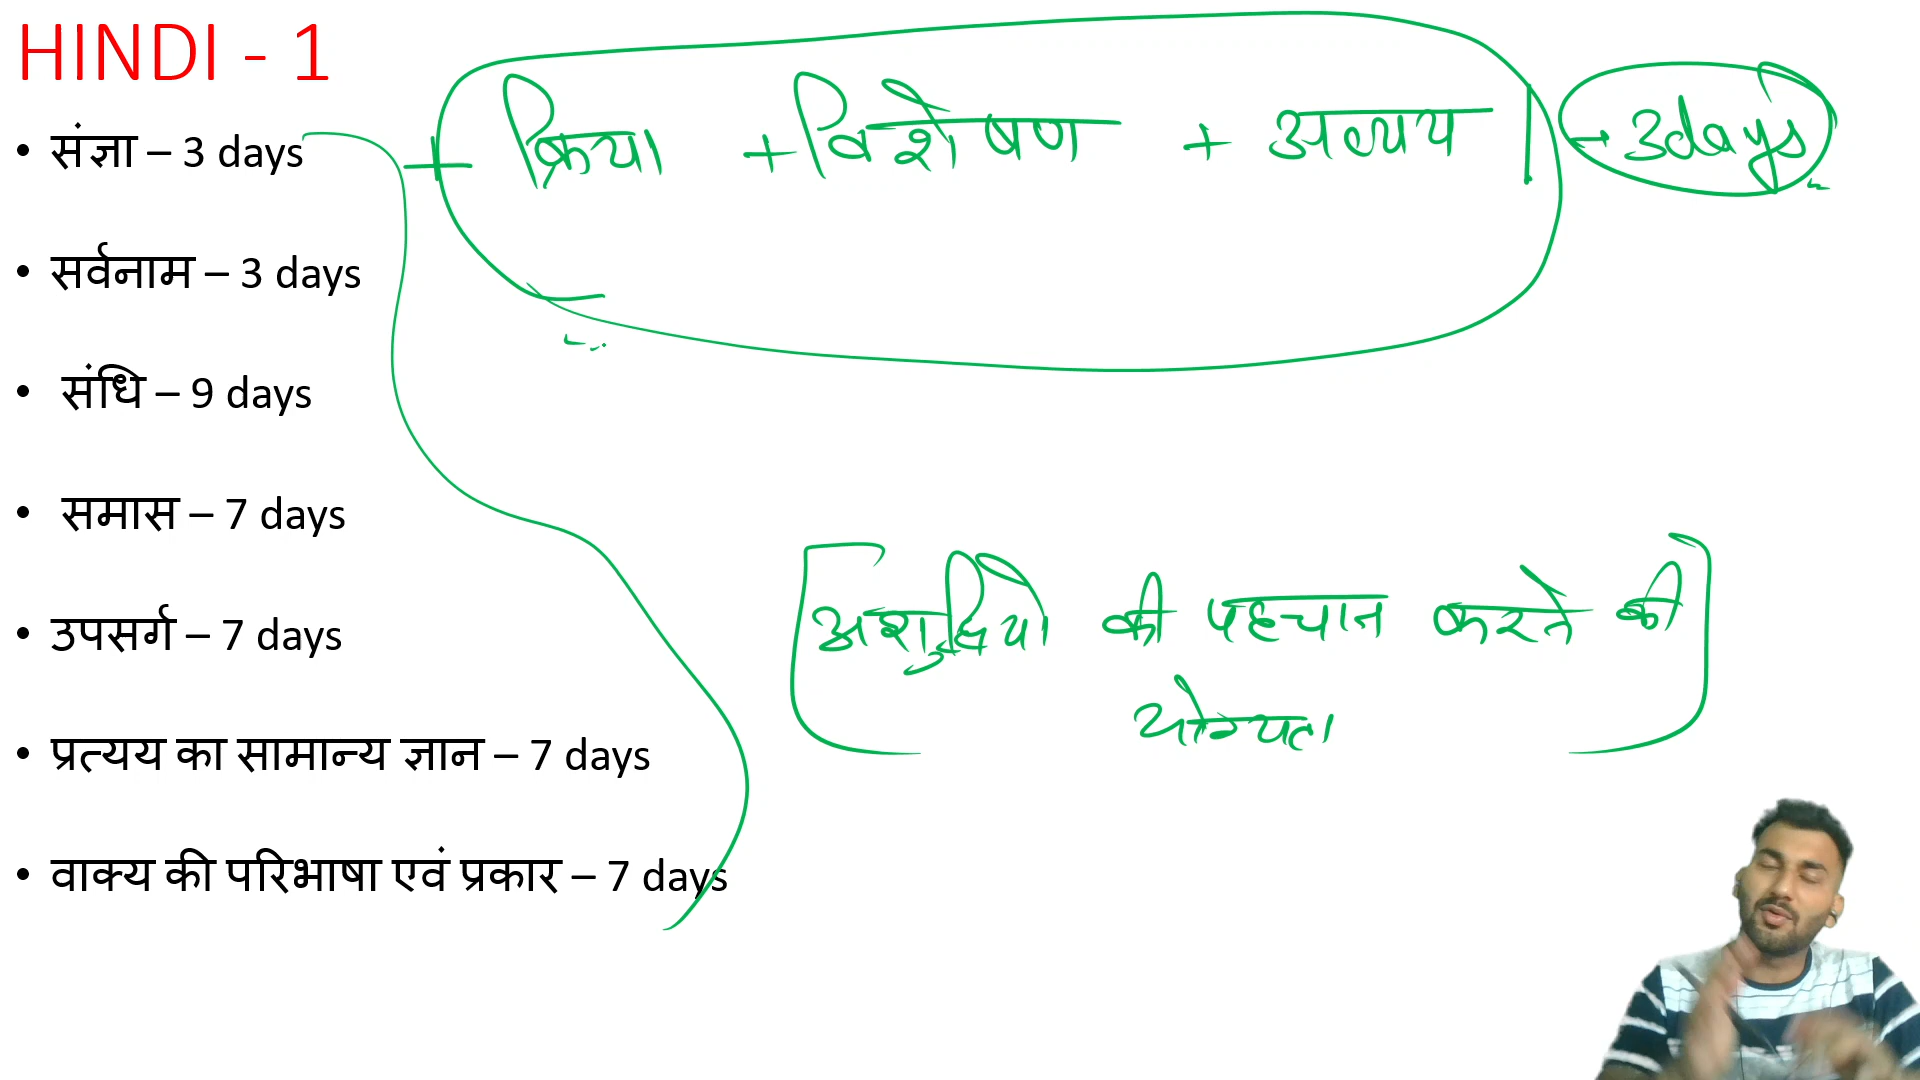 HINDI - 1
• संज्ञा – 3 days
• सर्वनाम – 3 days
• संधि – 9 days
• समास – 7 days
• उपसर्ग – 7 days
• प्रत्यय का सामान्य ज्ञान – 7 days
• वाक्य की परिभाषा एवं प्रकार – 7 days
+ क्रिया + विशेषण + अव्यय | → 3days
[अशुद्धियो की पहचान करने की
योग्यता]